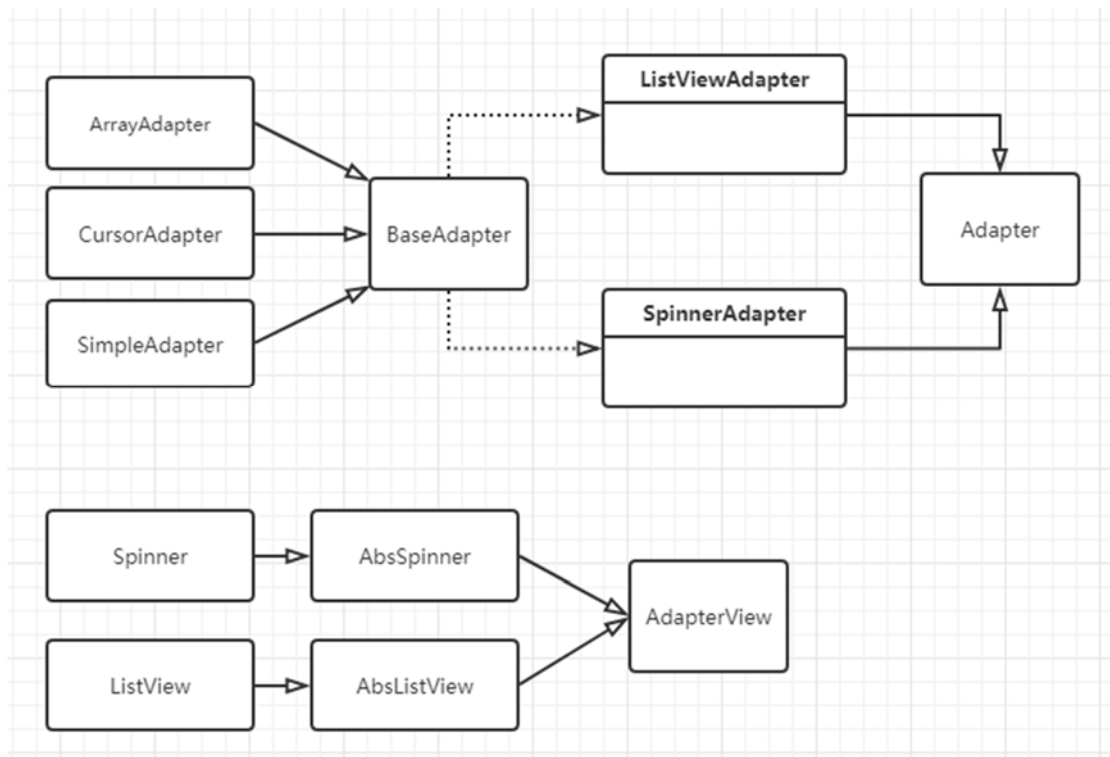 ListViewAdapter
ArrayAdapter
BaseAdapter
CursorAdapter
Adapter
SimpleAdapter
SpinnerAdapter
Spinner
AbsSpinner
AdapterView
ListView
AbsListView